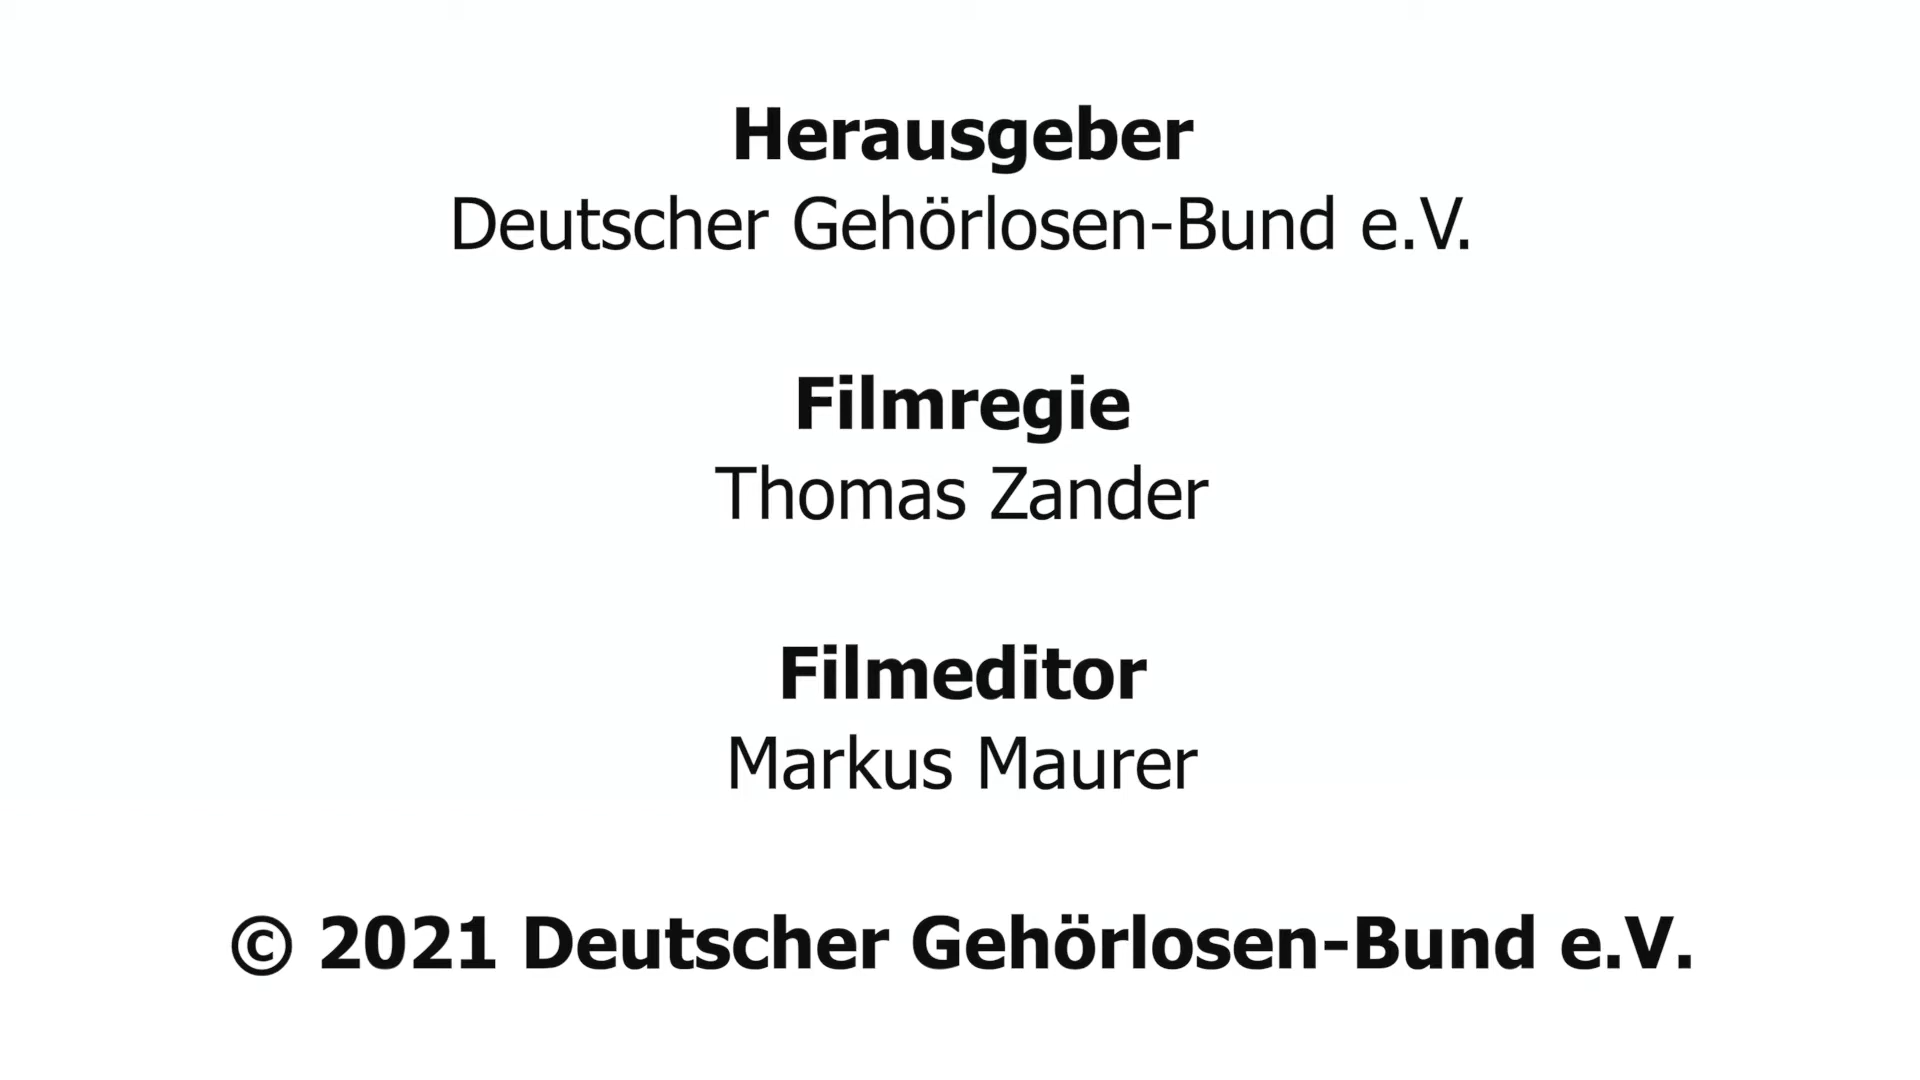 Herausgeber
Deutscher Gehörlosen-Bund e.V.
Filmregie
Thomas Zander
Filmeditor
Markus Maurer
© 2021 Deutscher Gehörlosen-Bund e.V.